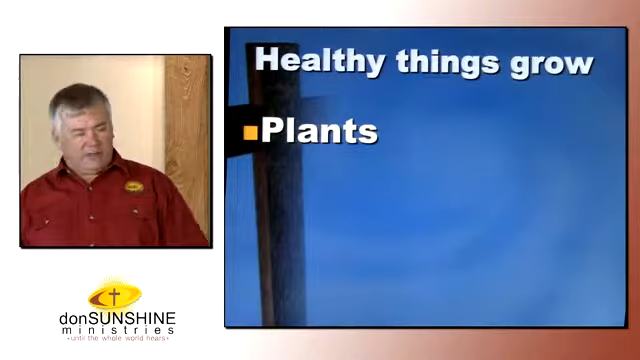 Healthy things grow
Plants
donSUNSHINE
ministries
until the whole world hears